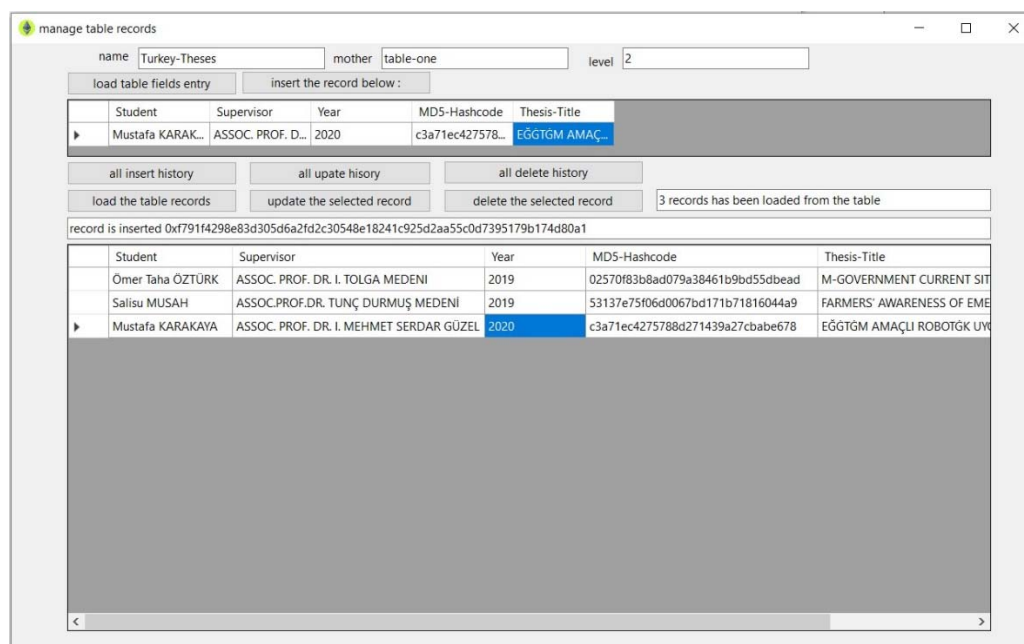 manage table records
name Turkey-Theses mother table-one level 2
load table fields entry insert the record below :
Student Supervisor Year MD5-Hashcode Thesis-Title
Mustafa KARAK... ASSOC. PROF. D... 2020 c3a71ec427578... EĞĠTĠM AMAÇ...
all insert history all upate hisory all delete history
load the table records update the selected record delete the selected record 3 records has been loaded from the table
record is inserted 0xf791f4298e83d305d6a2fd2c30548e18241c925d2aa55c0d7395179b174d80a1
Student Supervisor Year MD5-Hashcode Thesis-Title
Ömer Taha ÖZTÜRK ASSOC. PROF. DR. I. TOLGA MEDENI 2019 02570f83b8ad079a38461b9bd55dbead M-GOVERNMENT CURRENT SIT
Salisu MUSAH ASSOC.PROF.DR. TUNÇ DURMUŞ MEDENİ 2019 53137e75f06d0067bd171b71816044a9 FARMERS' AWARENESS OF EME
Mustafa KARAKAYA ASSOC. PROF. DR. I. MEHMET SERDAR GÜZEL 2020 c3a71ec4275788d271439a27cbabe678 EĞĠTĠM AMAÇLI ROBOTĠK UYG